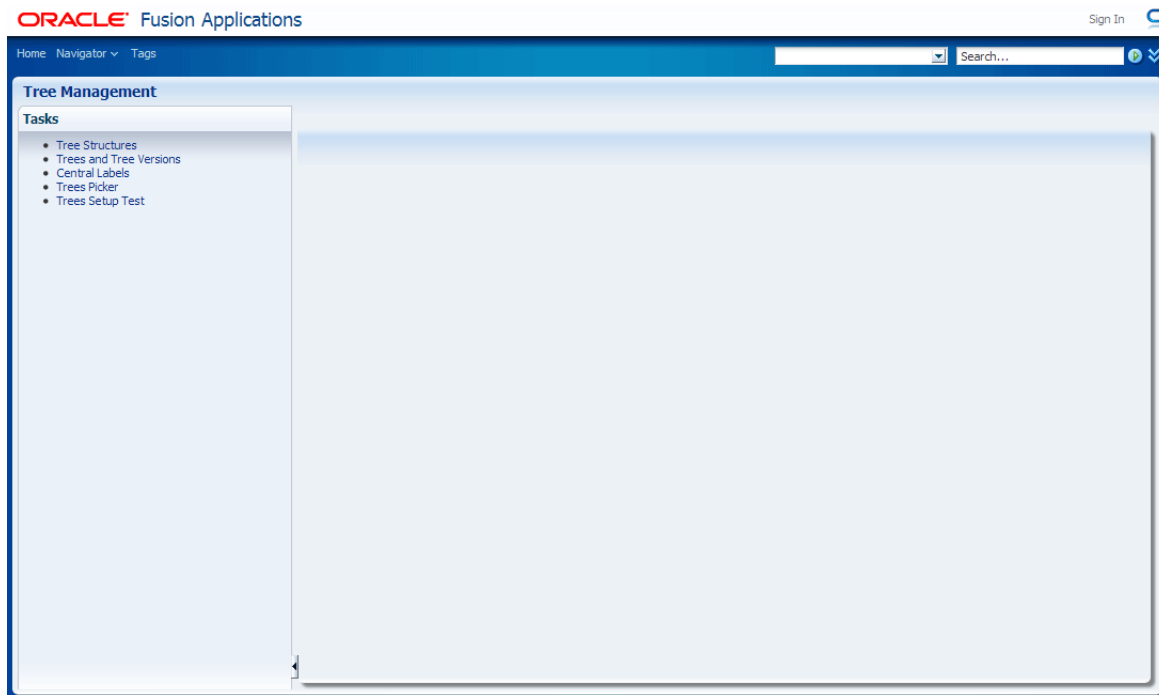 ORACLE Fusion Applications
Sign In
Home Navigator Tags
Search...
Tree Management
Tasks
Tree Structures
Trees and Tree Versions
Central Labels
Trees Picker
Trees Setup Test